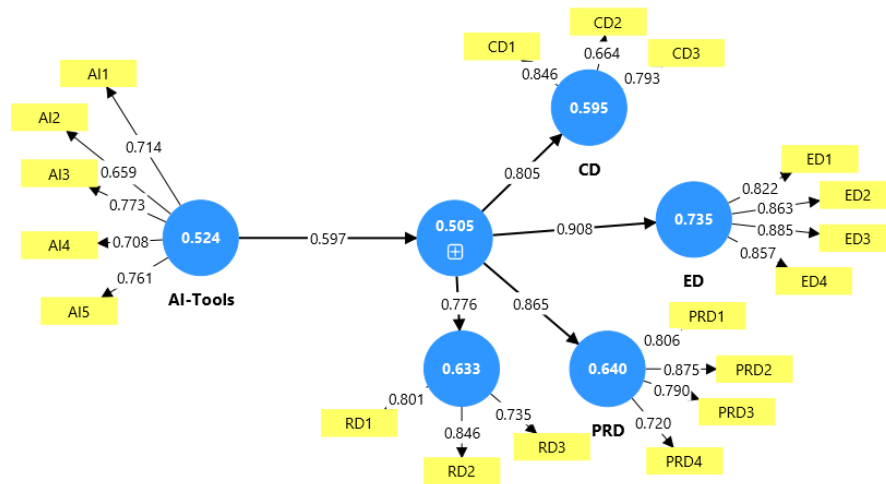 CD2
CD1
0.664
CD3
0.846
0.793
AI1
0.595
AI2
0.714
CD
ED1
AI3
0.659
0.805
0.822
ED2
0.773
0.863
0.524
0.597
0.505
0.908
0.735
0.885
ED3
AI4
0.708
0.857
0.761
ED
ED4
AI5
AI-Tools
0.776
0.865
PRD1
0.806
0.633
0.640
0.875
PRD2
0.790
0.801
0.735
PRD3
RD1
0.846
0.720
PRD
RD3
PRD4
RD2